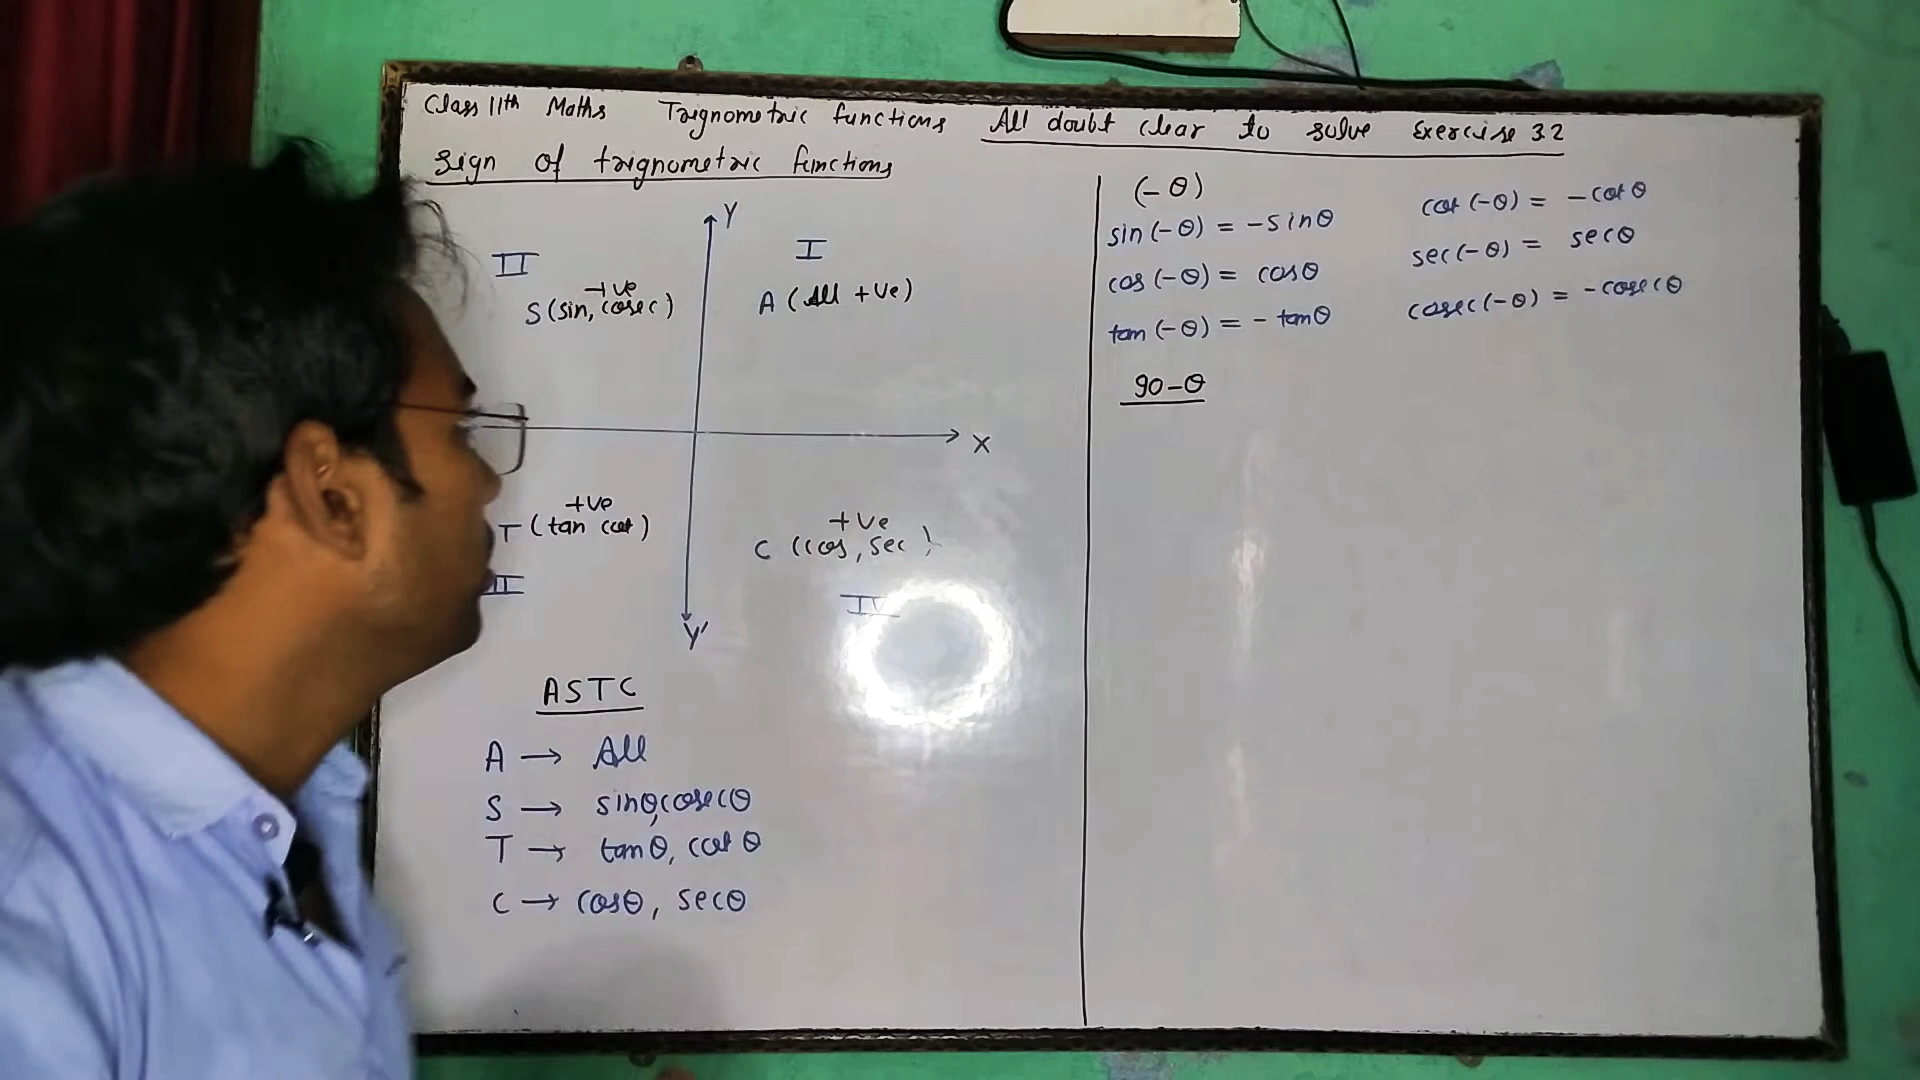 Class 11th Maths Trignometric functions All doubt clear to solve Exercise 3.2
Sign of trignometric functions
Y
II
I
+ve
S (sin, cosec)
A (All +ve)
X
+ve
T (tan cot)
+ve
C (cos, sec)
II
IV
Y'
ASTC
A → All
S → sinθ, cosecθ
T → tanθ, cotθ
C → cosθ, secθ
(-θ)
sin(-θ) = -sinθ
cos(-θ) = cosθ
tan(-θ) = -tanθ
cot(-θ) = -cotθ
sec(-θ) = secθ
cosec(-θ) = -cosecθ
90-θ